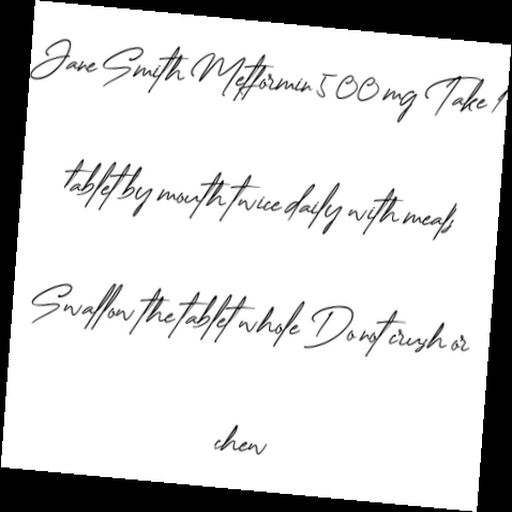 Jane Smith Metformin 500 mg Take 1
tablet by mouth twice daily with meals
Swallow the tablet whole Do not crush or
chew